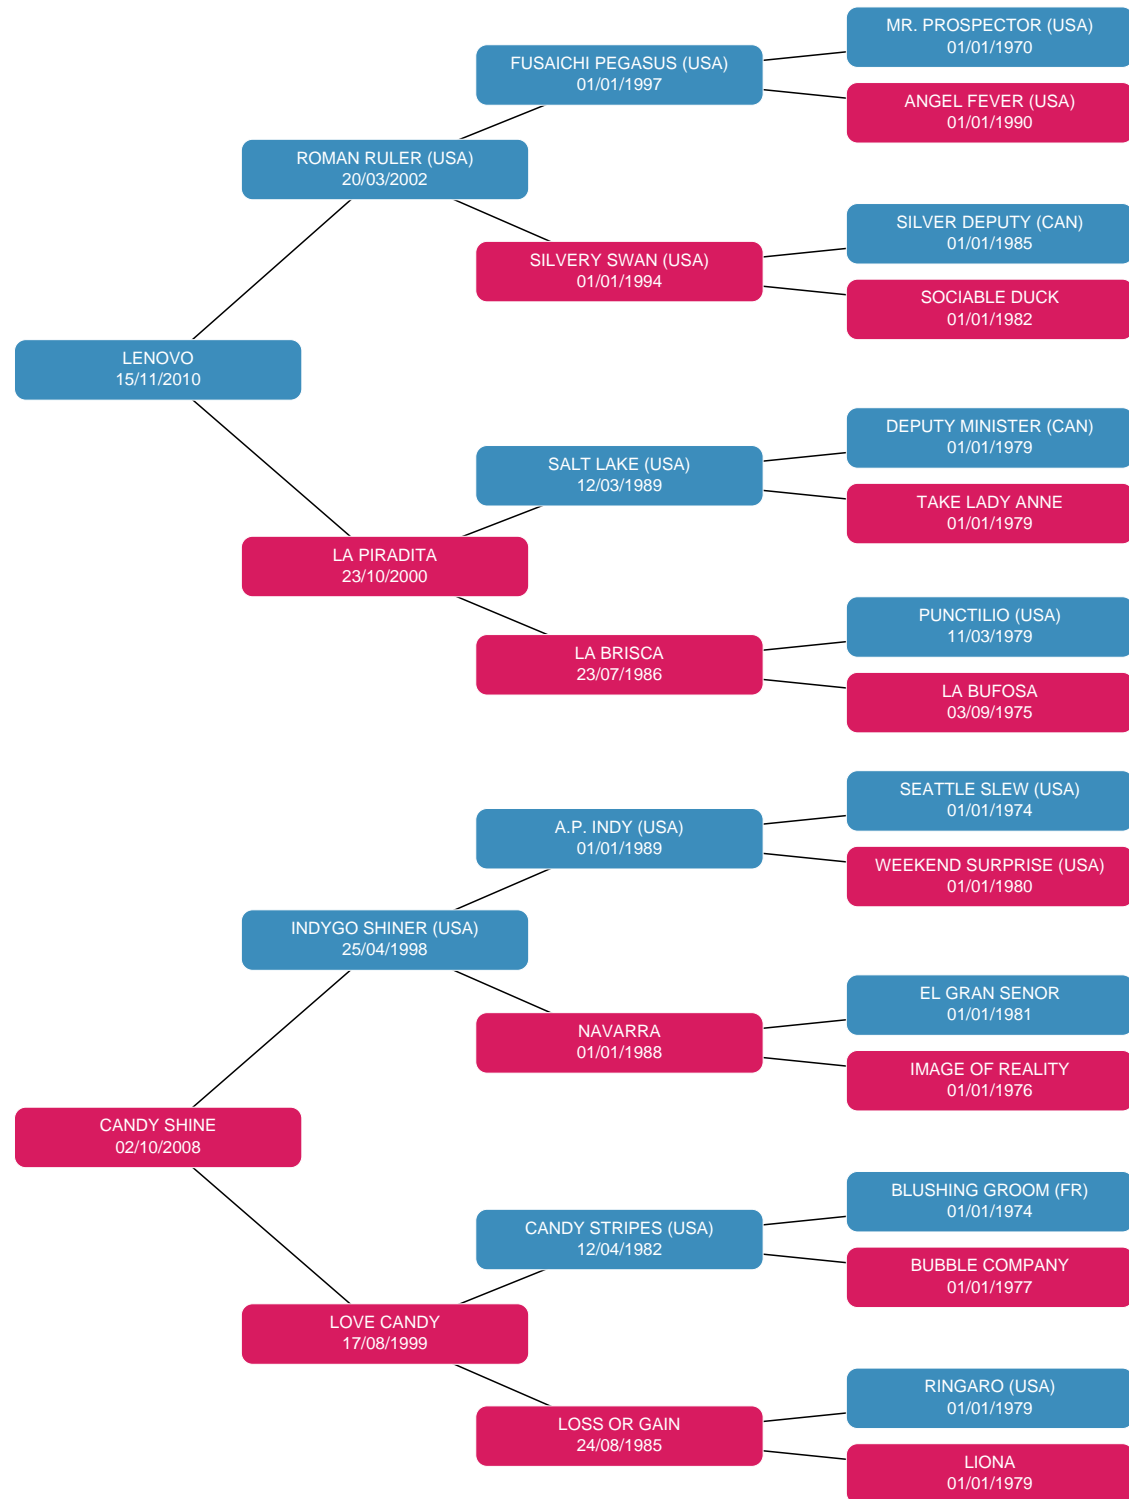 MR. PROSPECTOR (USA)
01/01/1970
FUSAICHI PEGASUS (USA)
01/01/1997
ANGEL FEVER (USA)
01/01/1990
ROMAN RULER (USA)
20/03/2002
SILVER DEPUTY (CAN)
01/01/1985
SILVERY SWAN (USA)
01/01/1994
SOCIABLE DUCK
01/01/1982
LENOVO
15/11/2010
DEPUTY MINISTER (CAN)
01/01/1979
SALT LAKE (USA)
12/03/1989
TAKE LADY ANNE
01/01/1979
LA PIRADITA
23/10/2000
PUNCTILIO (USA)
11/03/1979
LA BRISCA
23/07/1986
LA BUFOSA
03/09/1975
SEATTLE SLEW (USA)
01/01/1974
A.P. INDY (USA)
01/01/1989
WEEKEND SURPRISE (USA)
01/01/1980
INDYGO SHINER (USA)
25/04/1998
EL GRAN SENOR
01/01/1981
NAVARRA
01/01/1988
IMAGE OF REALITY
01/01/1976
CANDY SHINE
02/10/2008
BLUSHING GROOM (FR)
01/01/1974
CANDY STRIPES (USA)
12/04/1982
BUBBLE COMPANY
01/01/1977
LOVE CANDY
17/08/1999
RINGARO (USA)
01/01/1979
LOSS OR GAIN
24/08/1985
LIONA
01/01/1979